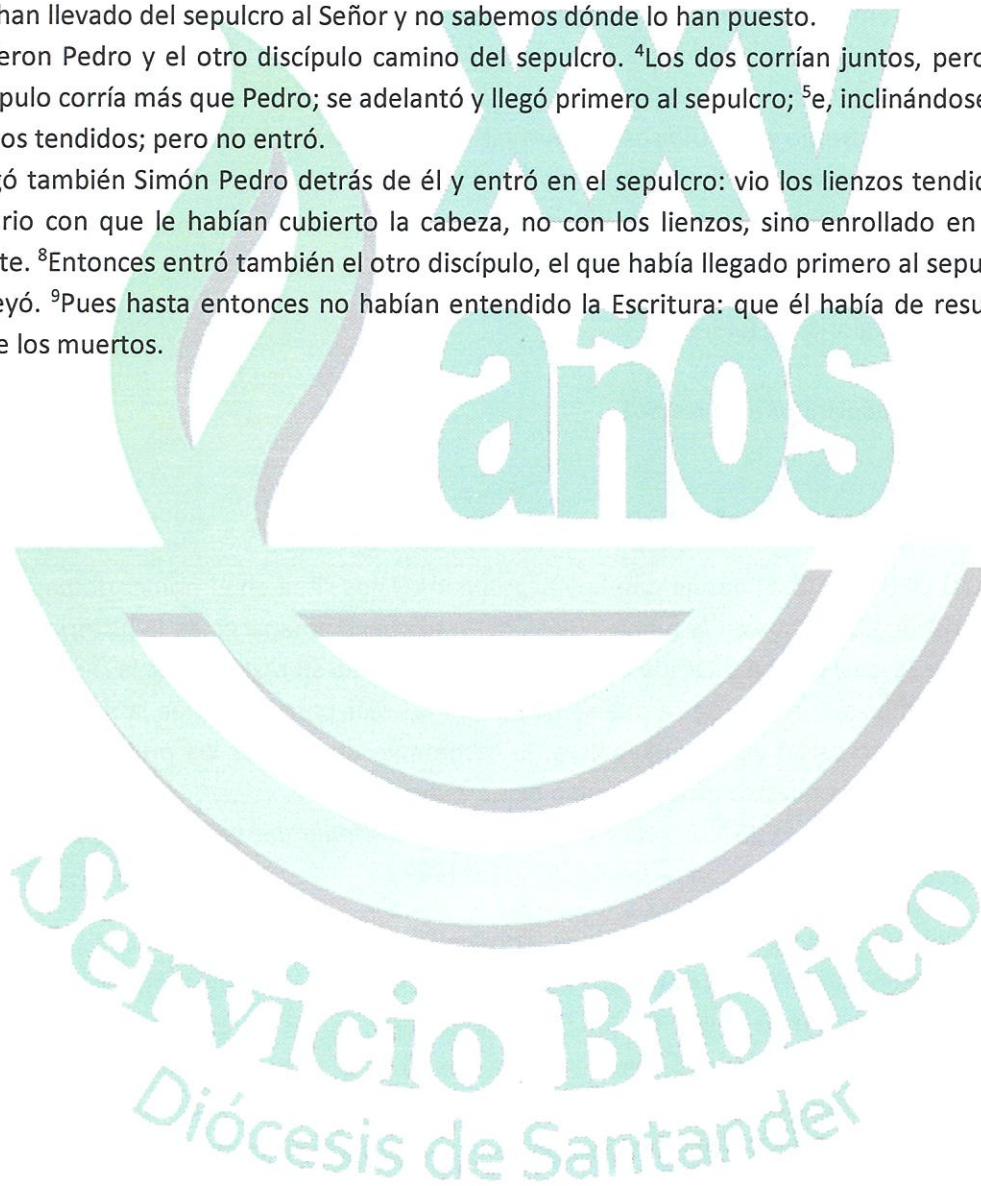 han llevado del sepulcro al Señor y no sabemos dónde lo han puesto.
eron Pedro y el otro discípulo camino del sepulcro. ⁴Los dos corrían juntos, pero
ípulo corría más que Pedro; se adelantó y llegó primero al sepulcro; ⁵e, inclinándose
os tendidos; pero no entró.
gó también Simón Pedro detrás de él y entró en el sepulcro: vio los lienzos tendid
rio con que le habían cubierto la cabeza, no con los lienzos, sino enrollado en
te. ⁸Entonces entró también el otro discípulo, el que había llegado primero al sepu
eyó. ⁹Pues hasta entonces no habían entendido la Escritura: que él había de resu
e los muertos.
XXV
años
Servicio Bíblico
Diócesis de Santander